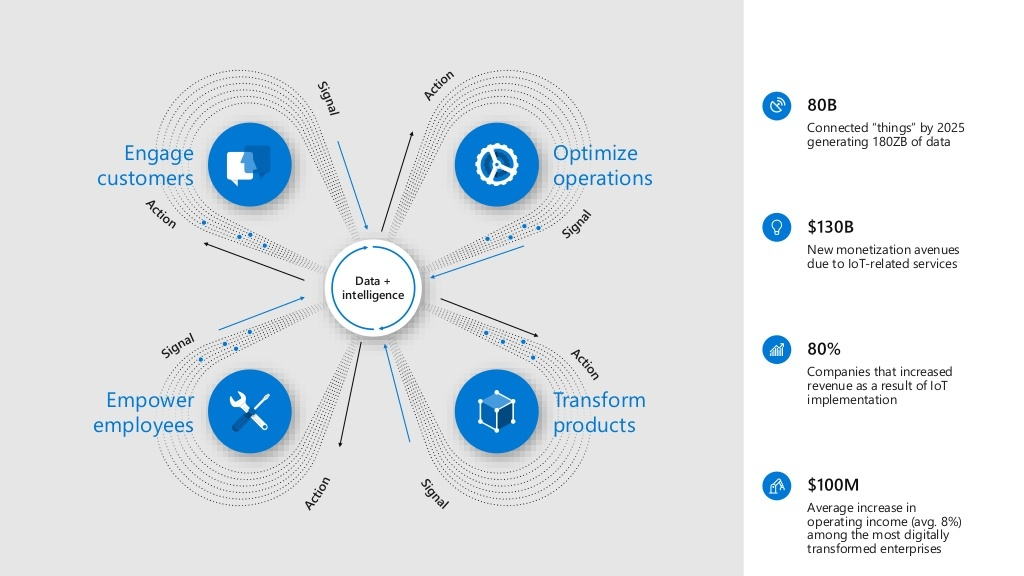 Signal
Action
Engage
customers
Optimize
operations
Action
Signal
Data +
intelligence
Signal
Action
Empower
employees
Transform
products
Action
Signal
80B
Connected “things” by 2025
generating 180ZB of data
$130B
New monetization avenues
due to IoT-related services
80%
Companies that increased
revenue as a result of IoT
implementation
$100M
Average increase in
operating income (avg. 8%)
among the most digitally
transformed enterprises